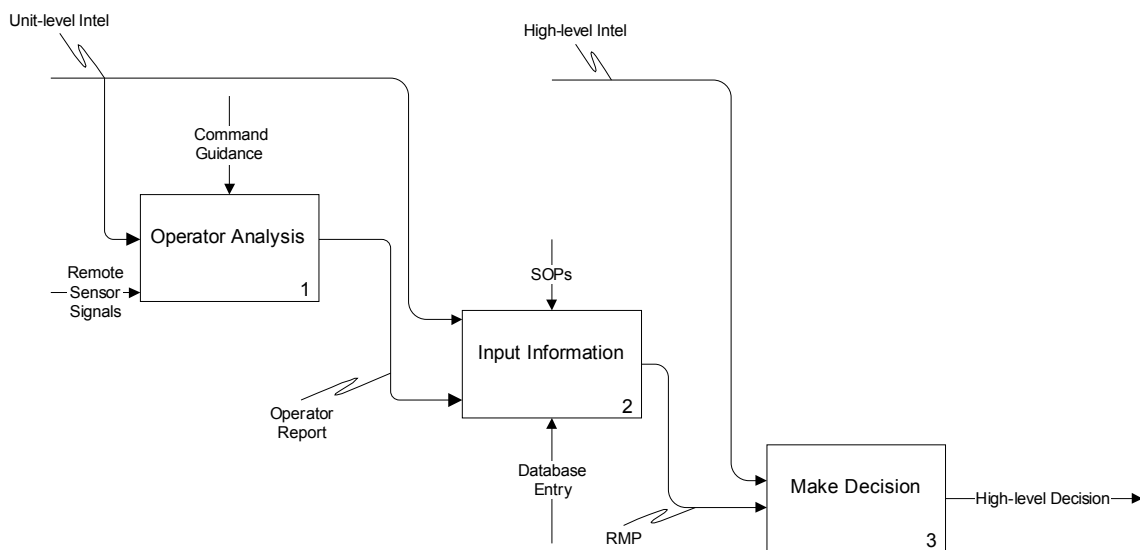 Unit-level Intel
High-level Intel
Command
Guidance
Operator Analysis
1
Remote
Sensor
Signals
SOPs
Input Information
2
Operator
Report
Database
Entry
Make Decision
3
High-level Decision
RMP